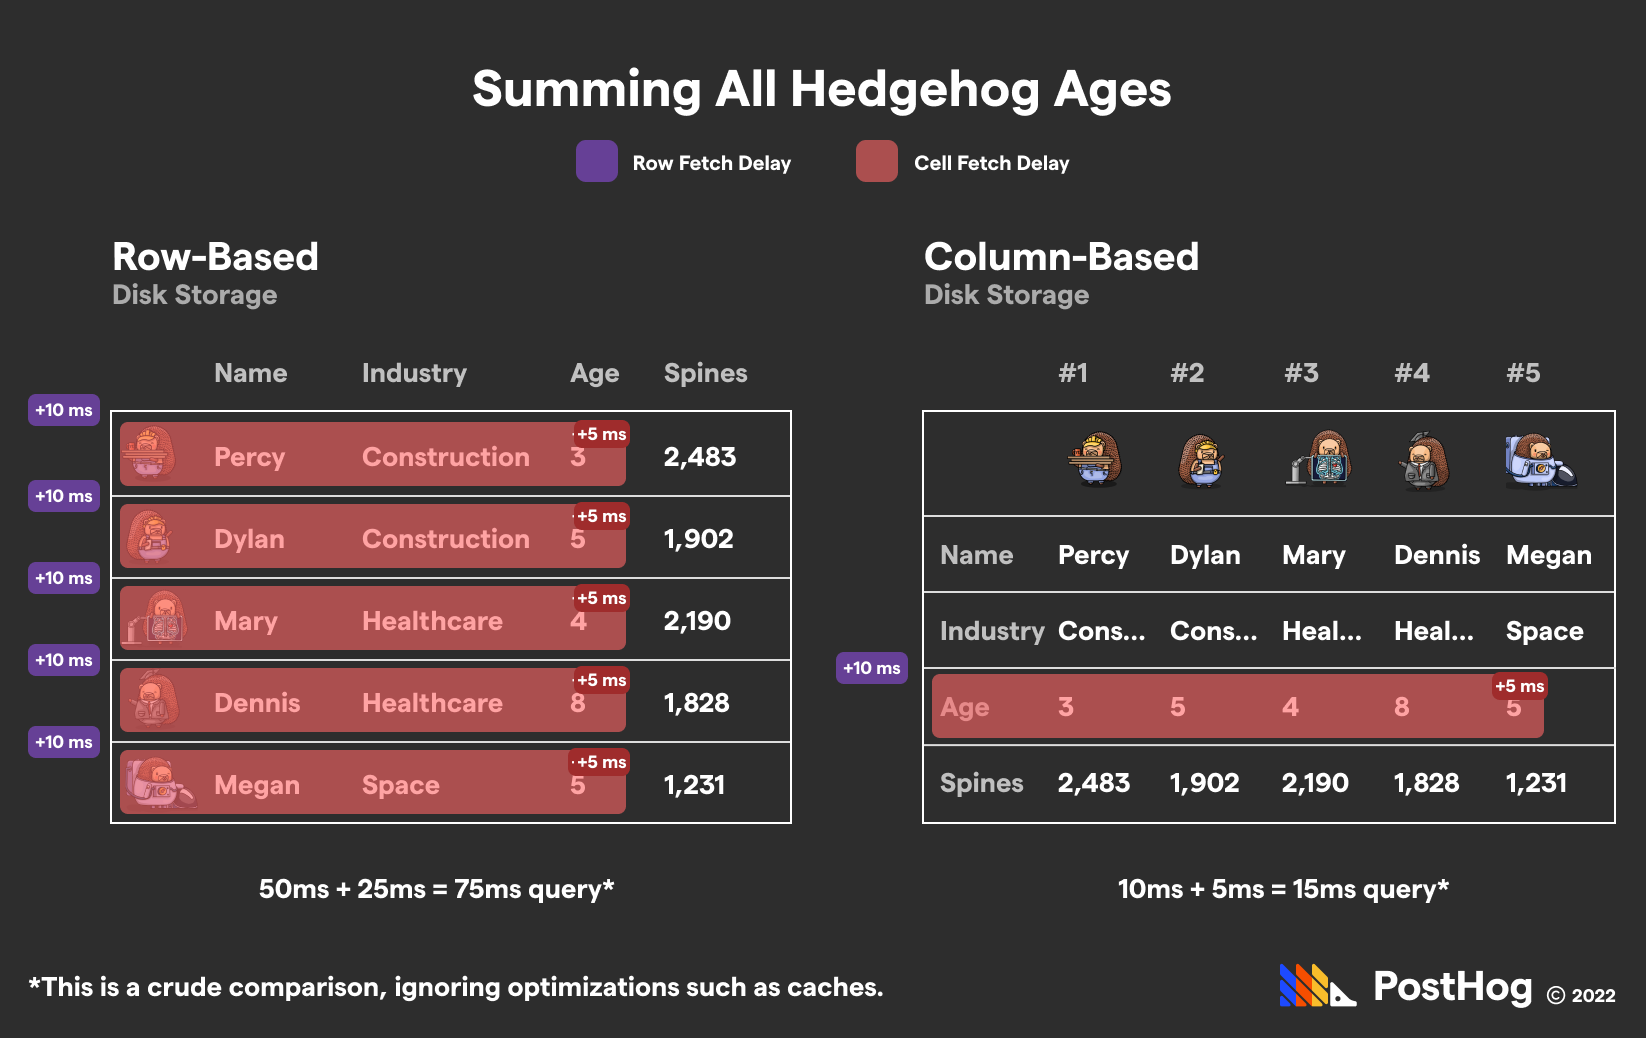 Summing All Hedgehog Ages
Row Fetch Delay Cell Fetch Delay
Row-Based
Disk Storage
Name Industry Age Spines
+10 ms
Percy Construction 3 +5 ms 2,483
+10 ms
Dylan Construction 5 +5 ms 1,902
+10 ms
Mary Healthcare 4 +5 ms 2,190
+10 ms
Dennis Healthcare 8 +5 ms 1,828
+10 ms
Megan Space 5 +5 ms 1,231
50ms + 25ms = 75ms query*
Column-Based
Disk Storage
#1 #2 #3 #4 #5
Name Percy Dylan Mary Dennis Megan
Industry Cons... Cons... Heal... Heal... Space
+10 ms
Age 3 5 4 8 5 +5 ms
Spines 2,483 1,902 2,190 1,828 1,231
10ms + 5ms = 15ms query*
*This is a crude comparison, ignoring optimizations such as caches.
PostHog © 2022